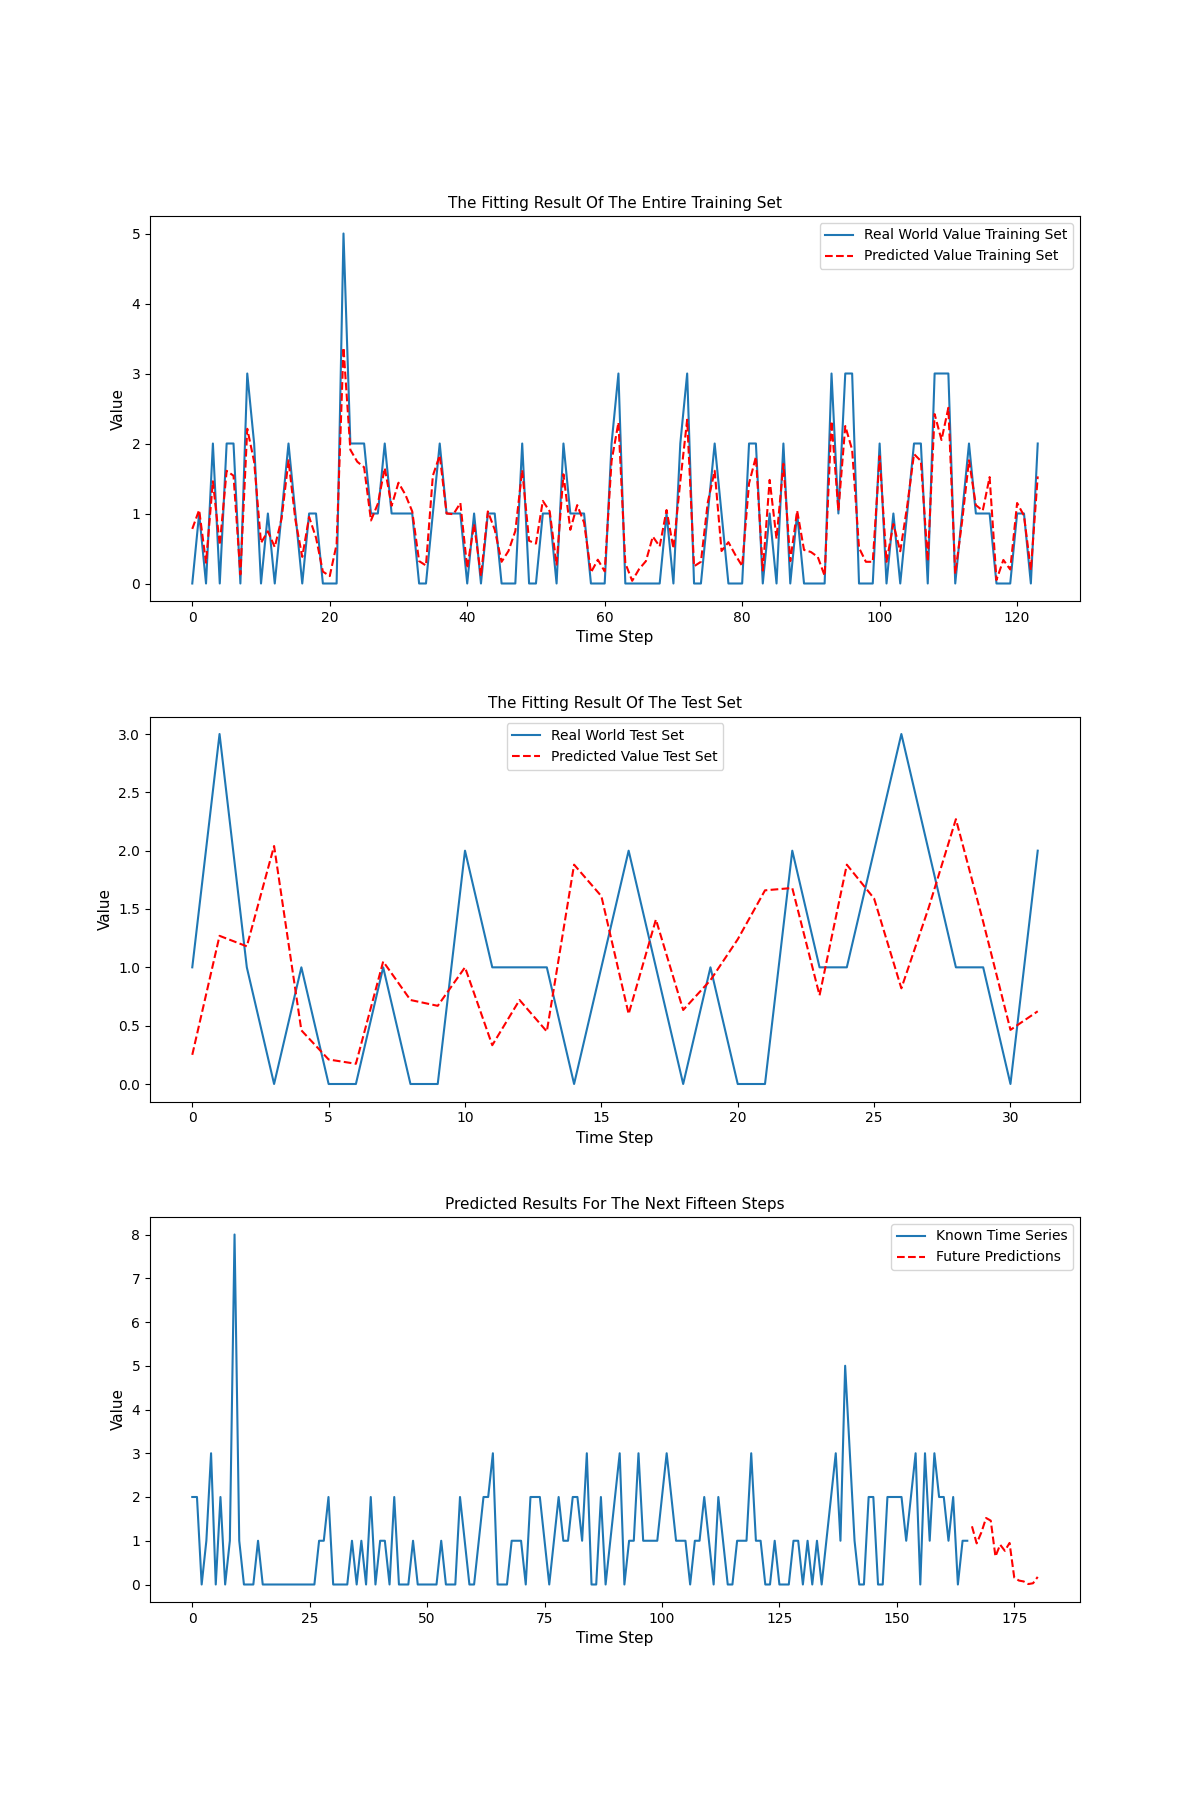 The Fitting Result Of The Entire Training Set
Real World Value Training Set
Predicted Value Training Set
Value
5
4
3
2
1
0
0 20 40 60 80 100 120
Time Step
The Fitting Result Of The Test Set
Real World Test Set
Predicted Value Test Set
Value
3.0
2.5
2.0
1.5
1.0
0.5
0.0
0 5 10 15 20 25 30
Time Step
Predicted Results For The Next Fifteen Steps
Known Time Series
Future Predictions
Value
8
7
6
5
4
3
2
1
0
0 25 50 75 100 125 150 175
Time Step